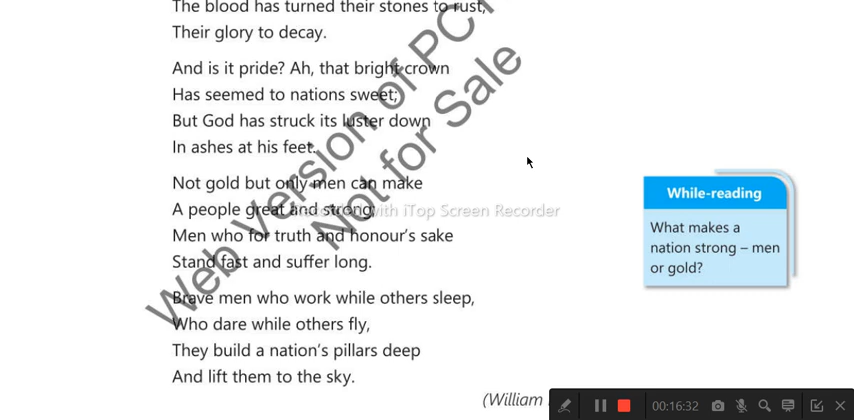 The blood has turned their stones to rust,
Their glory to decay.
And is it pride? Ah, that bright crown
Has seemed to nations sweet;
But God has struck its luster down
In ashes at his feet.
Not gold but only men can make
A people great and strong;
Men who for truth and honour's sake
Stand fast and suffer long.
Brave men who work while others sleep,
Who dare while others fly,
They build a nation's pillars deep
And lift them to the sky.
(William
While-reading
What makes a
nation strong – men
or gold?
Web Version of PCT
Not for Sale
with iTop Screen Recorder
00:16:32